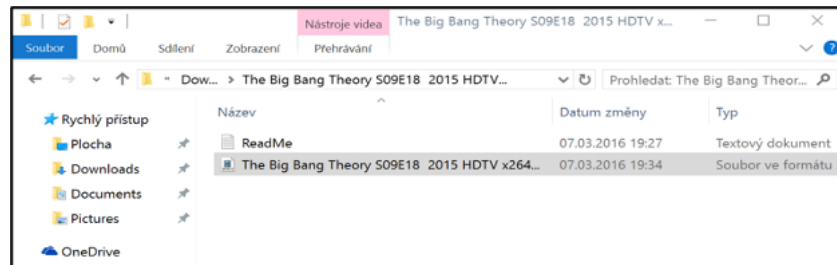 Nástroje videa The Big Bang Theory S09E18 2015 HDTV x...
Soubor Domů Sdílení Zobrazení Přehrávání
Dow... > The Big Bang Theory S09E18 2015 HDTV... Prohledat: The Big Bang Theor...
Rychlý přístup Název Datum změny Typ
Plocha ReadMe 07.03.2016 19:27 Textový dokument
Downloads The Big Bang Theory S09E18 2015 HDTV x264... 07.03.2016 19:34 Soubor ve formátu
Documents
Pictures
OneDrive